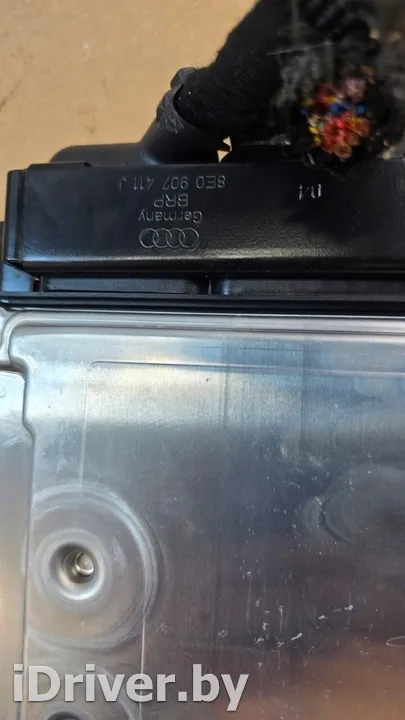 8E0 907 411 J
BRP
Germany
iDriver.by